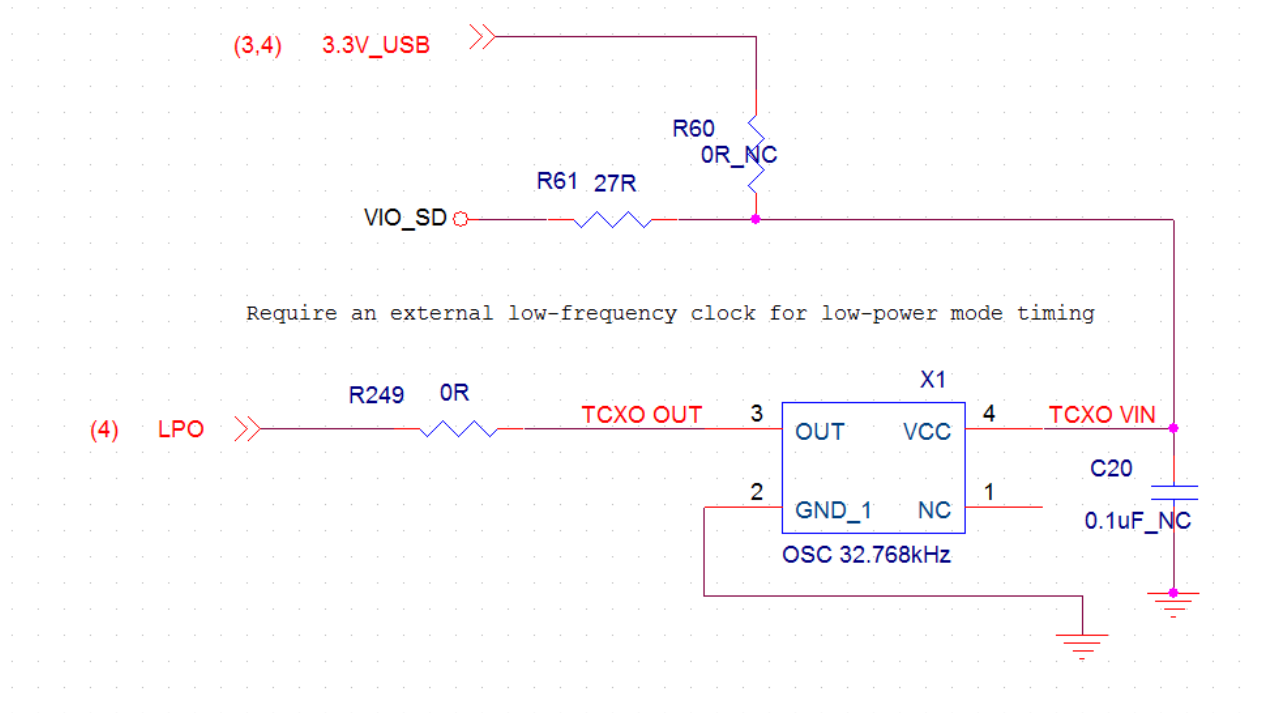 (3,4) 3.3V_USB
R60
0R_NC
R61 27R
VIO_SD
Require an external low-frequency clock for low-power mode timing
X1
R249 0R
(4) LPO
TCXO OUT 3
OUT VCC
4 TCXO VIN
C20
0.1uF_NC
2
GND_1 NC
1
OSC 32.768kHz